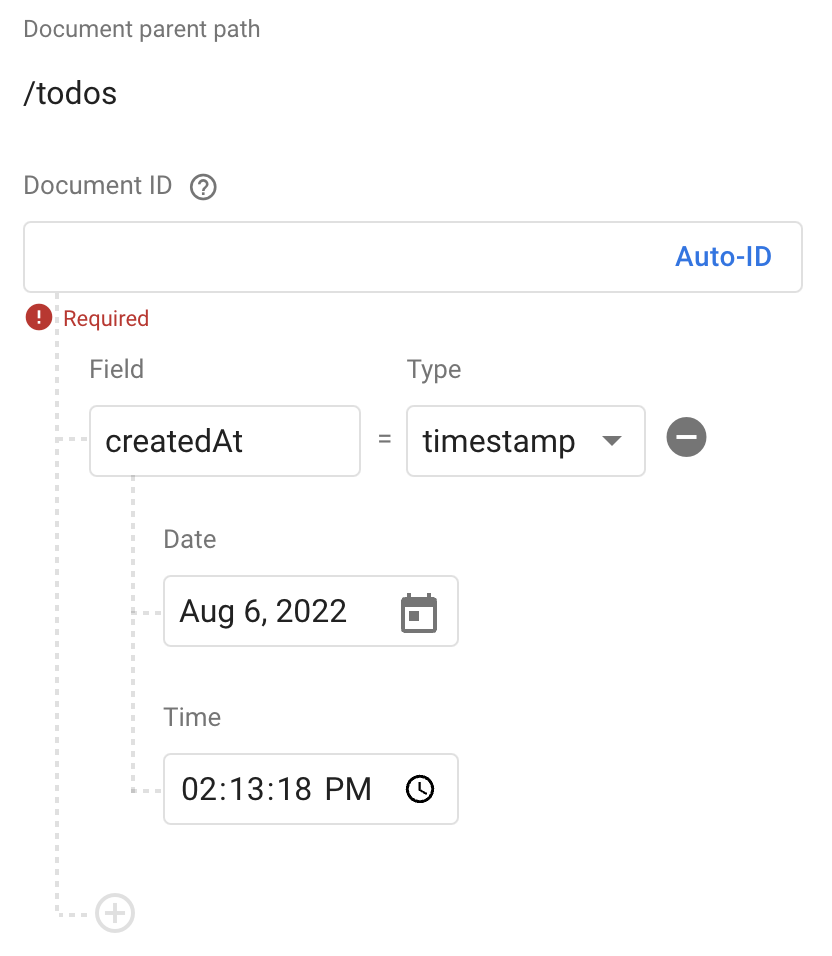 Document parent path
/todos
Document ID
Auto-ID
Required
Field Type
createdAt = timestamp
Date
Aug 6, 2022
Time
02:13:18 PM